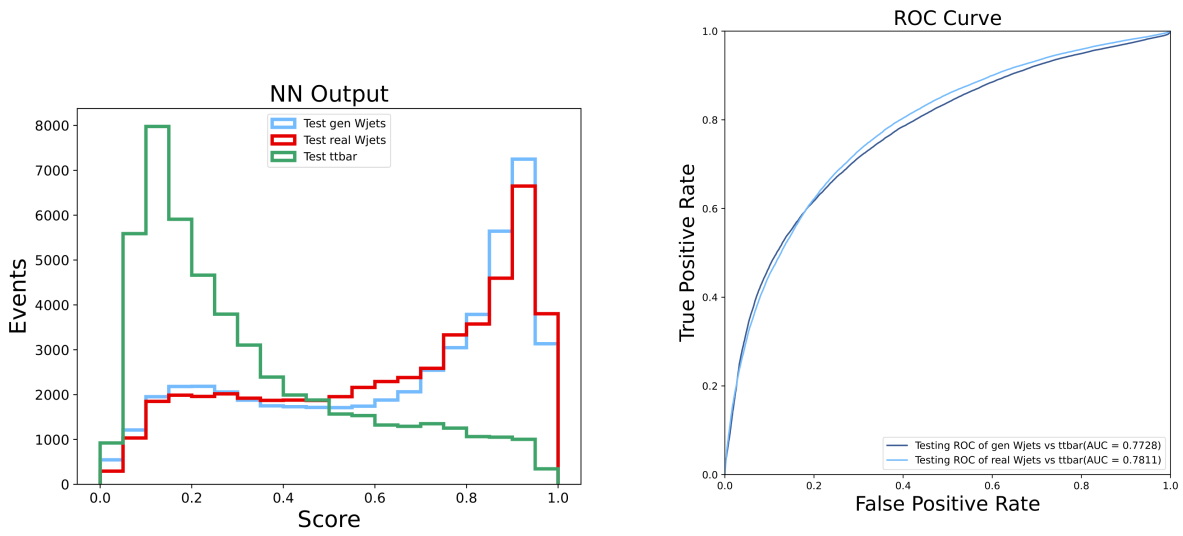 NN Output
Test gen Wjets
Test real Wjets
Test ttbar
Events
8000
7000
6000
5000
4000
3000
2000
1000
0
0.0 0.2 0.4 0.6 0.8 1.0
Score
ROC Curve
True Positive Rate
1.0
0.8
0.6
0.4
0.2
0.0
Testing ROC of gen Wjets vs ttbar(AUC = 0.7728)
Testing ROC of real Wjets vs ttbar(AUC = 0.7811)
0.0 0.2 0.4 0.6 0.8 1.0
False Positive Rate